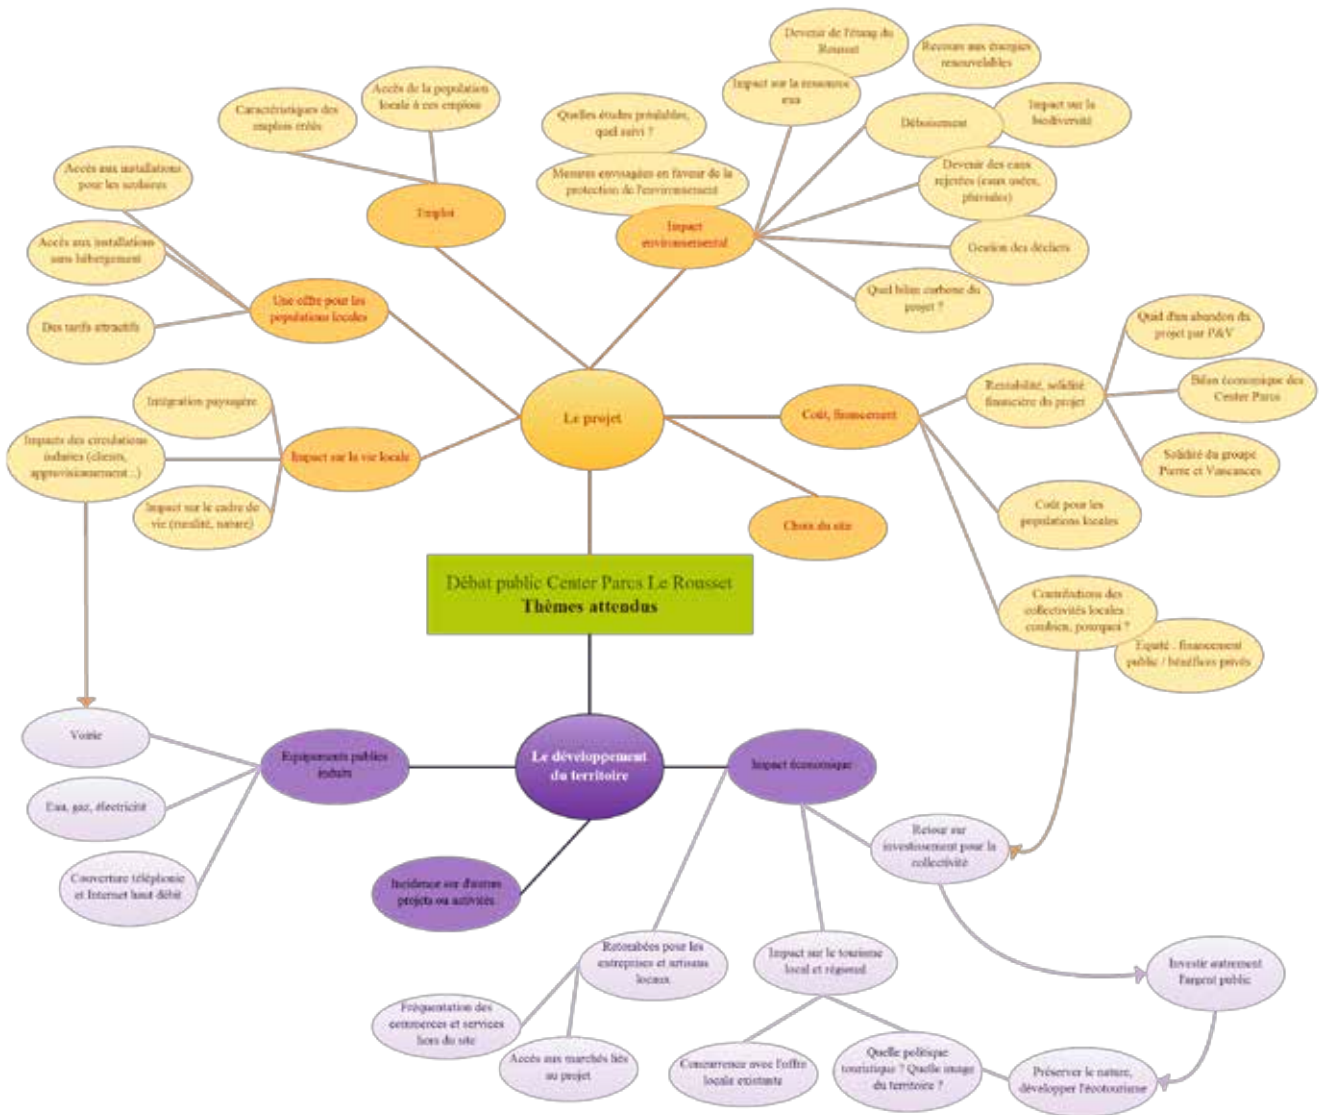 Devenir de l'étang du
Rousset
Recours aux énergies
renouvelables
Impact sur la ressource
eau
Accès de la population
locale à ces emplois
Caractéristiques des
emplois créés
Quelles études préalables,
quel suivi ?
Déboisement
Impact sur la
biodiversité
Mesures envisagées en faveur de la
protection de l'environnement
Devenir des eaux
rejetées (eaux usées,
pluviales)
Accès aux installations
pour les scolaires
Emploi
Impact
environnemental
Accès aux installations
sans hébergement
Gestion des déchets
Une offre pour les
populations locales
Quel bilan carbone du
projet ?
Des tarifs attractifs
Quid d'un abandon du
projet par P&V
Intégration paysagère
Le projet
Coût, financement
Rentabilité, solidité
financière du projet
Bilan économique des
Center Parcs
Impacts des circulations
induites (clients,
approvisionnement...)
Impact sur la vie locale
Solidité du groupe
Pierre et Vancances
Impact sur le cadre de
vie (ruralité, nature)
Choix du site
Coût pour les
populations locales
Débat public Center Parcs Le Rousset
Thèmes attendus
Contributions des
collectivités locales
combien, pourquoi ?
Equité : financement
public / bénéfices privés
Voirie
Equipements publics
induits
Le développement
du territoire
Impact économique
Eau, gaz, électricité
Retour sur
investissement pour la
collectivité
Couverture téléphonie
et Internet haut débit
Incidence sur d'autres
projets ou activités
Retombées pour les
entreprises et artisans
locaux
Impact sur le tourisme
local et régional
Investir autrement
l'argent public
Fréquentation des
commerces et services
hors du site
Accès aux marchés liés
au projet
Concurrence avec l'offre
locale existante
Quelle politique
touristique ? Quelle image
du territoire ?
Préserver le nature,
développer l'écotourisme